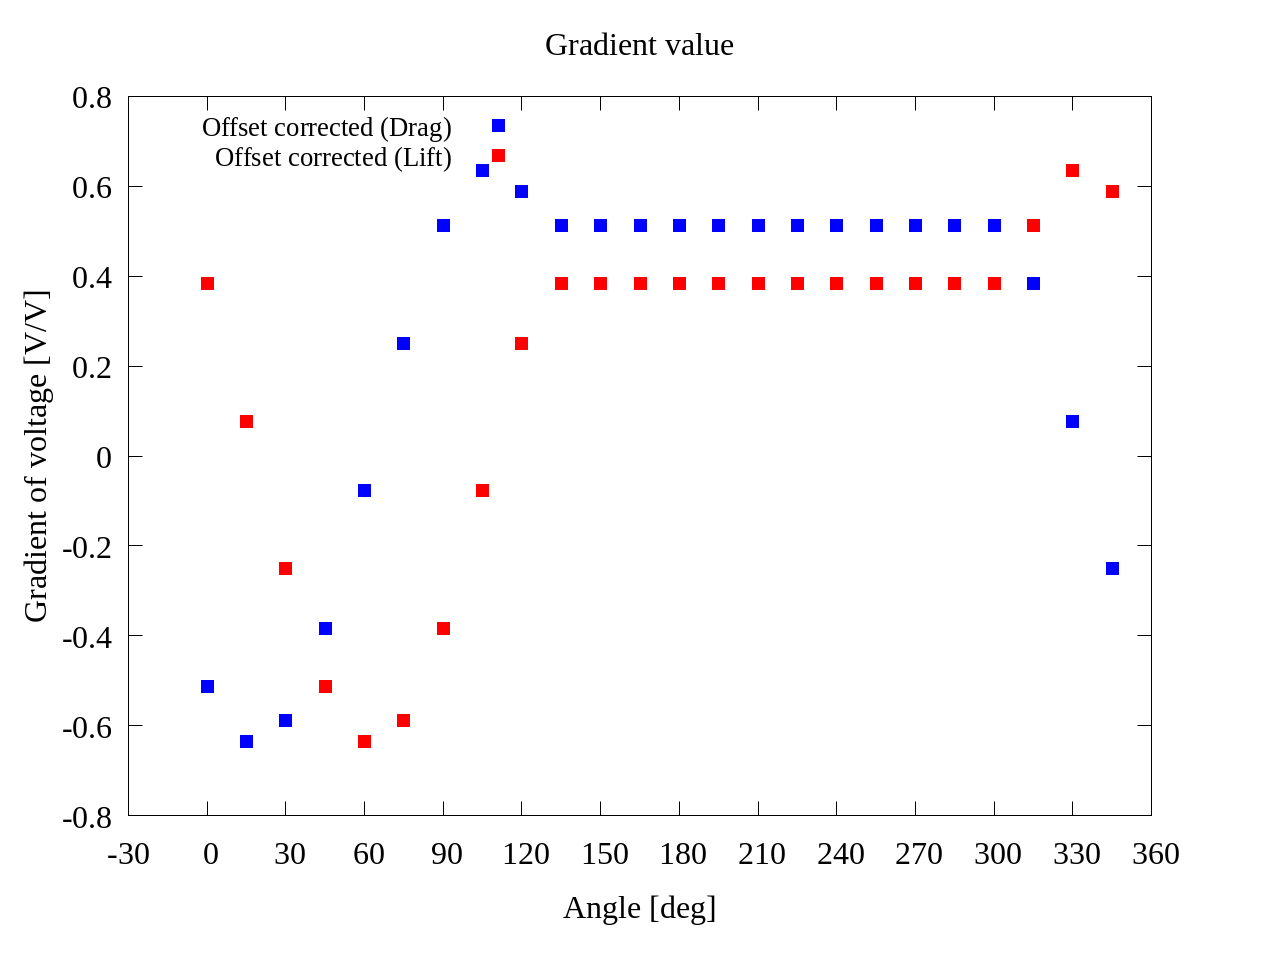 Gradient value
Offset corrected (Drag)
Offset corrected (Lift)
0.8
0.6
0.4
0.2
0
-0.2
-0.4
-0.6
-0.8
Gradient of voltage [V/V]
-30 0 30 60 90 120 150 180 210 240 270 300 330 360
Angle [deg]